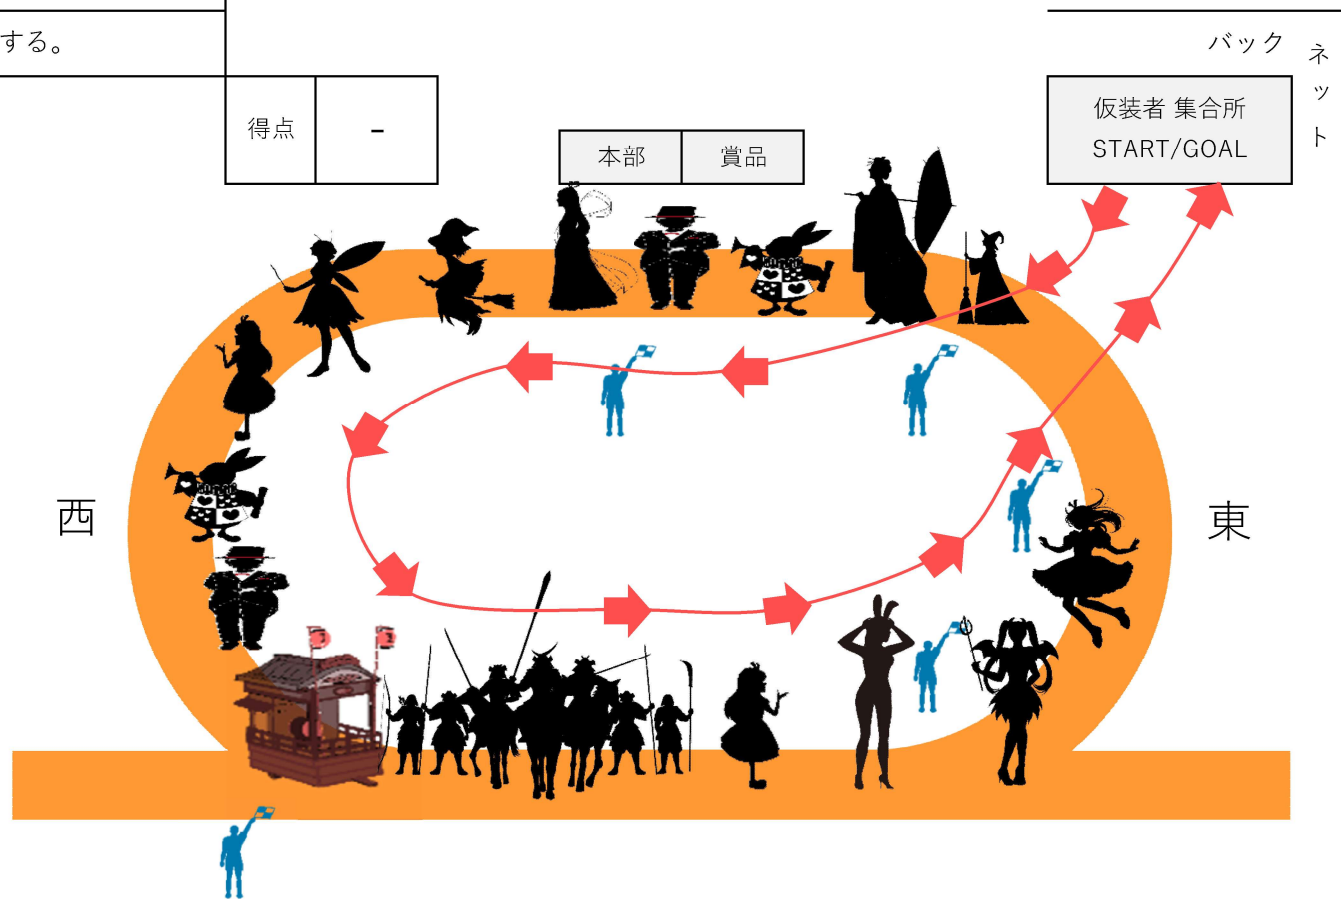 する。
バック
ネット
得点
-
仮装者 集合所
START/GOAL
本部
賞品
西
東